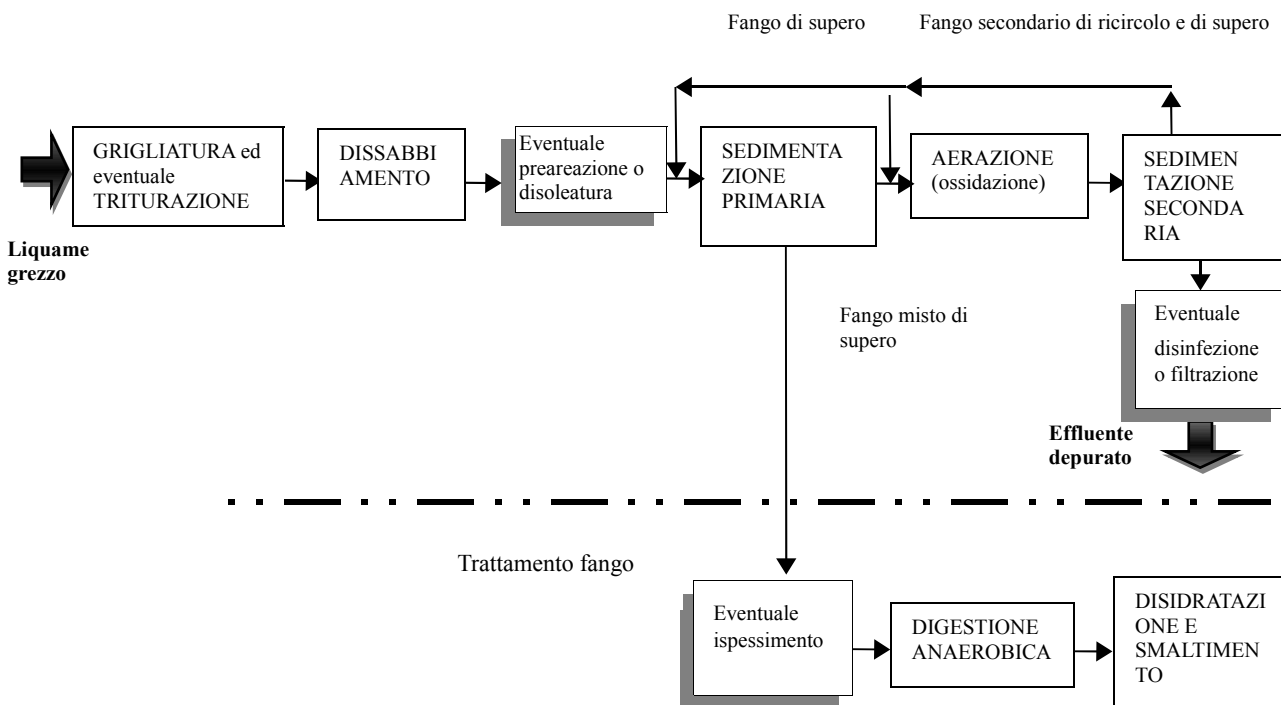 Fango di supero
Fango secondario di ricircolo e di supero
GRIGLIATURA ed
eventuale
TRITURAZIONE
DISSABBI
AMENTO
Eventuale
preareazione o
disoleatura
SEDIMENTA
ZIONE
PRIMARIA
AERAZIONE
(ossidazione)
SEDIMEN
TAZIONE
SECONDA
RIA
Liquame
grezzo
Fango misto di
supero
Eventuale
disinfezione
o filtrazione
Effluente
depurato
Trattamento fango
Eventuale
ispessimento
DIGESTIONE
ANAEROBICA
DISIDRATAZI
ONE E
SMALTIMEN
TO